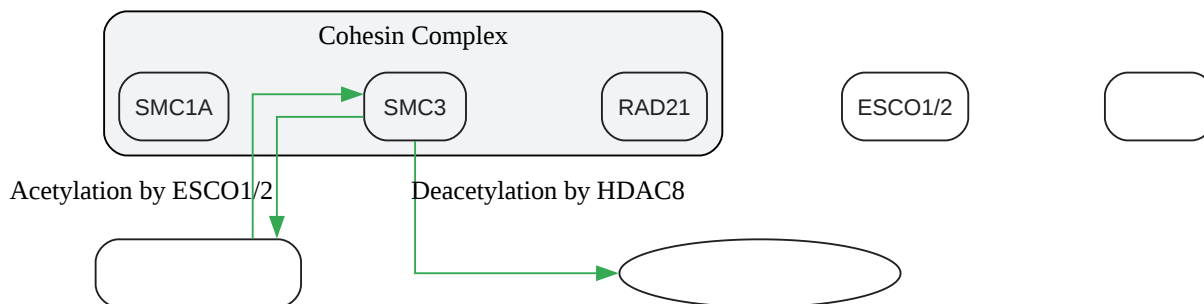 Cohesin Complex
SMC1A
SMC3
RAD21
ESCO1/2
Acetylation by ESCO1/2
Deacetylation by HDAC8